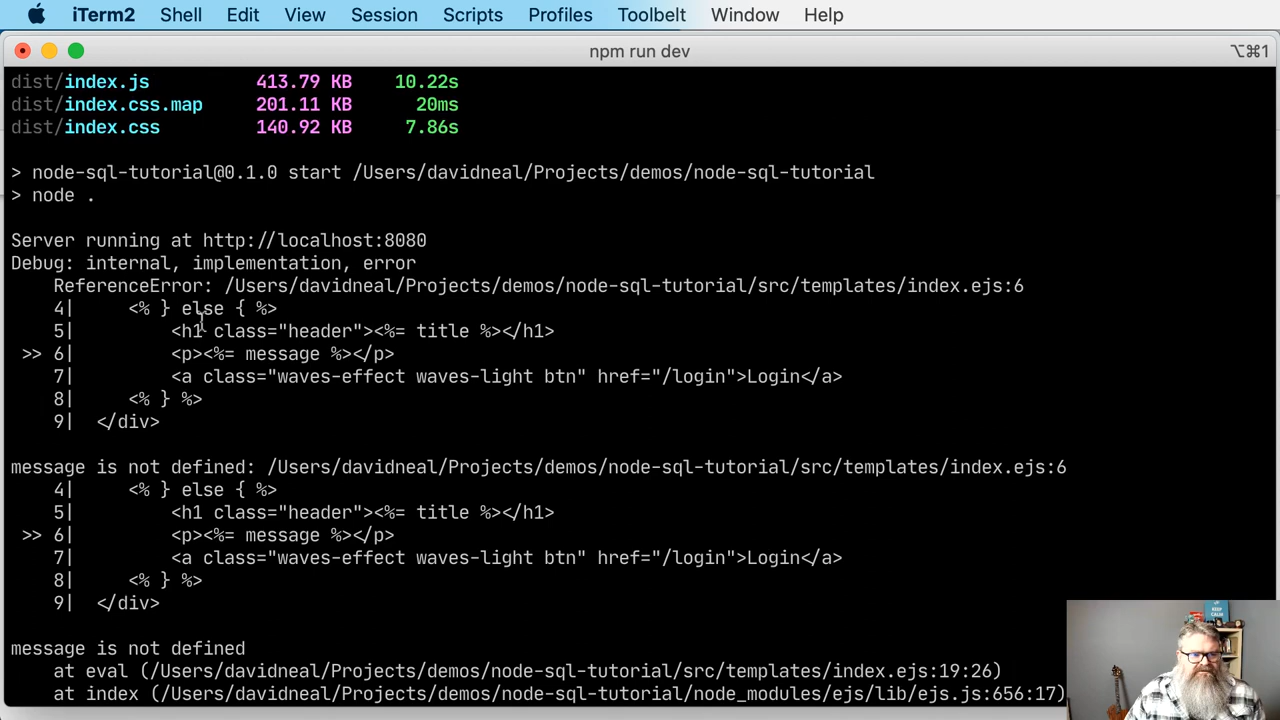 iTerm2 Shell Edit View Session Scripts Profiles Toolbelt Window Help
npm run dev ⌥⌘1
dist/index.js 413.79 KB 10.22s
dist/index.css.map 201.11 KB 20ms
dist/index.css 140.92 KB 7.86s
> node-sql-tutorial@0.1.0 start /Users/davidneal/Projects/demos/node-sql-tutorial
> node .
Server running at http://localhost:8080
Debug: internal, implementation, error
ReferenceError: /Users/davidneal/Projects/demos/node-sql-tutorial/src/templates/index.ejs:6
4| <% } else { %>
5| <h1 class="header"><%= title %></h1>
>> 6| <p><%= message %></p>
7| <a class="waves-effect waves-light btn" href="/login">Login</a>
8| <% } %>
9| </div>
message is not defined: /Users/davidneal/Projects/demos/node-sql-tutorial/src/templates/index.ejs:6
4| <% } else { %>
5| <h1 class="header"><%= title %></h1>
>> 6| <p><%= message %></p>
7| <a class="waves-effect waves-light btn" href="/login">Login</a>
8| <% } %>
9| </div>
message is not defined
at eval (/Users/davidneal/Projects/demos/node-sql-tutorial/src/templates/index.ejs:19:26)
at index (/Users/davidneal/Projects/demos/node-sql-tutorial/node_modules/ejs/lib/ejs.js:656:17)
KEEP
CALM